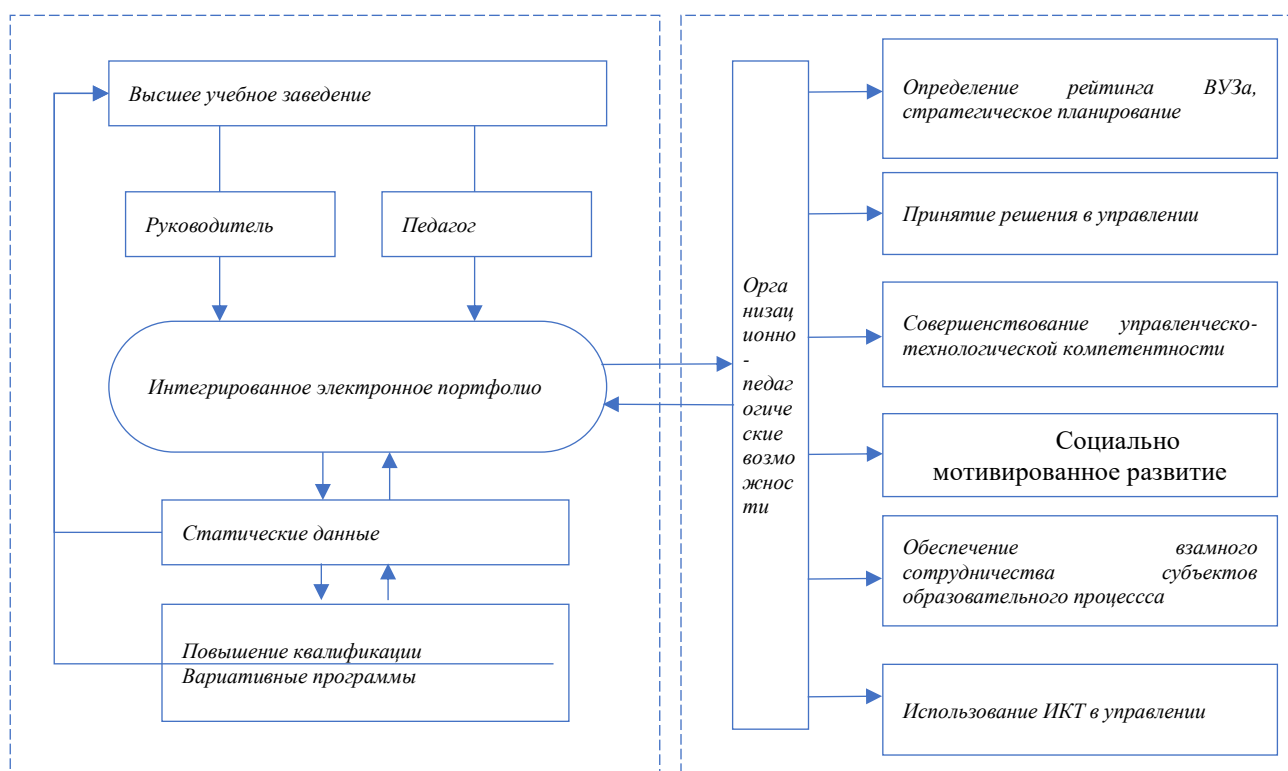 Высшее учебное заведение
Руководитель
Педагог
Интегрированное электронное портфолио
Статические данные
Повышение квалификации
Вариативные программы
Орга
низац
ионно
-
педаг
огиче
ские
возмо
жнос
ти
Определение рейтинга ВУЗа,
стратегическое планирование
Принятие решения в управлении
Совершенствование управленческо-
технологической компетентности
Социально
мотивированное развитие
Обеспечение взамного
сотрудничества субъектов
образовательного процессса
Использование ИКТ в управлении